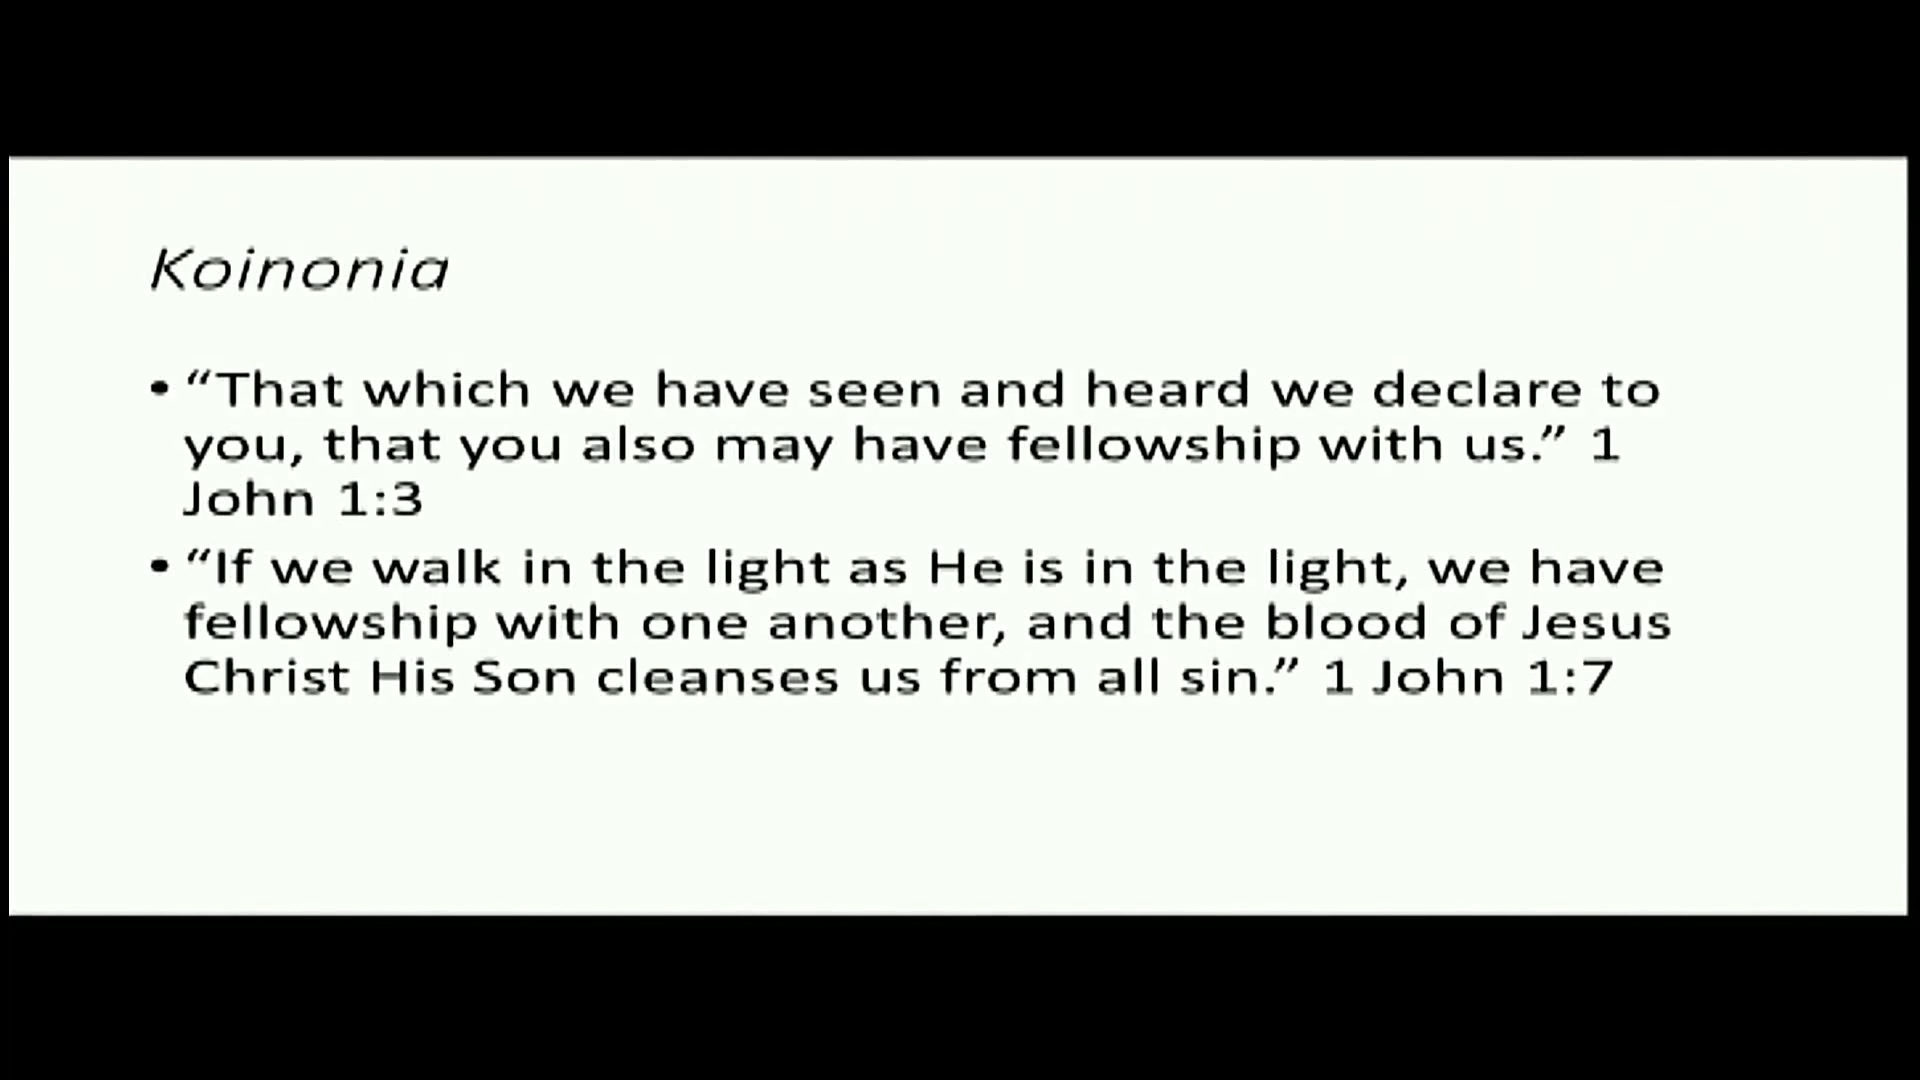 Koinonia
• “That which we have seen and heard we declare to
you, that you also may have fellowship with us.” 1
John 1:3
• “If we walk in the light as He is in the light, we have
fellowship with one another, and the blood of Jesus
Christ His Son cleanses us from all sin.” 1 John 1:7